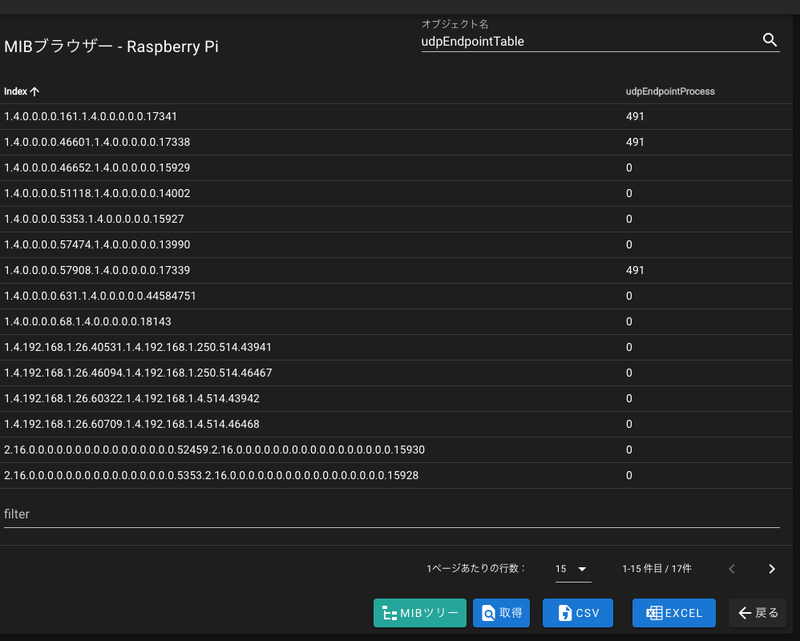 オブジェクト名
MIBブラウザー - Raspberry Pi
udpEndpointTable
Index udpEndpointProcess
1.4.0.0.0.0.161.1.4.0.0.0.0.0.17341 491
1.4.0.0.0.0.46601.1.4.0.0.0.0.0.17338 491
1.4.0.0.0.0.46652.1.4.0.0.0.0.0.15929 0
1.4.0.0.0.0.51118.1.4.0.0.0.0.0.14002 0
1.4.0.0.0.0.5353.1.4.0.0.0.0.0.15927 0
1.4.0.0.0.0.57474.1.4.0.0.0.0.0.13990 0
1.4.0.0.0.0.57908.1.4.0.0.0.0.0.17339 491
1.4.0.0.0.0.631.1.4.0.0.0.0.0.44584751 0
1.4.0.0.0.0.68.1.4.0.0.0.0.0.18143 0
1.4.192.168.1.26.40531.1.4.192.168.1.250.514.43941 0
1.4.192.168.1.26.46094.1.4.192.168.1.250.514.46467 0
1.4.192.168.1.26.60322.1.4.192.168.1.4.514.43942 0
1.4.192.168.1.26.60709.1.4.192.168.1.4.514.46468 0
2.16.0.0.0.0.0.0.0.0.0.0.0.0.0.0.0.0.52459.2.16.0.0.0.0.0.0.0.0.0.0.0.0.0.0.0.0.0.15930 0
2.16.0.0.0.0.0.0.0.0.0.0.0.0.0.0.0.0.5353.2.16.0.0.0.0.0.0.0.0.0.0.0.0.0.0.0.0.0.15928 0
filter
1ページあたりの行数： 15 1-15 件目 / 17件
MIBツリー 取得 CSV EXCEL 戻る